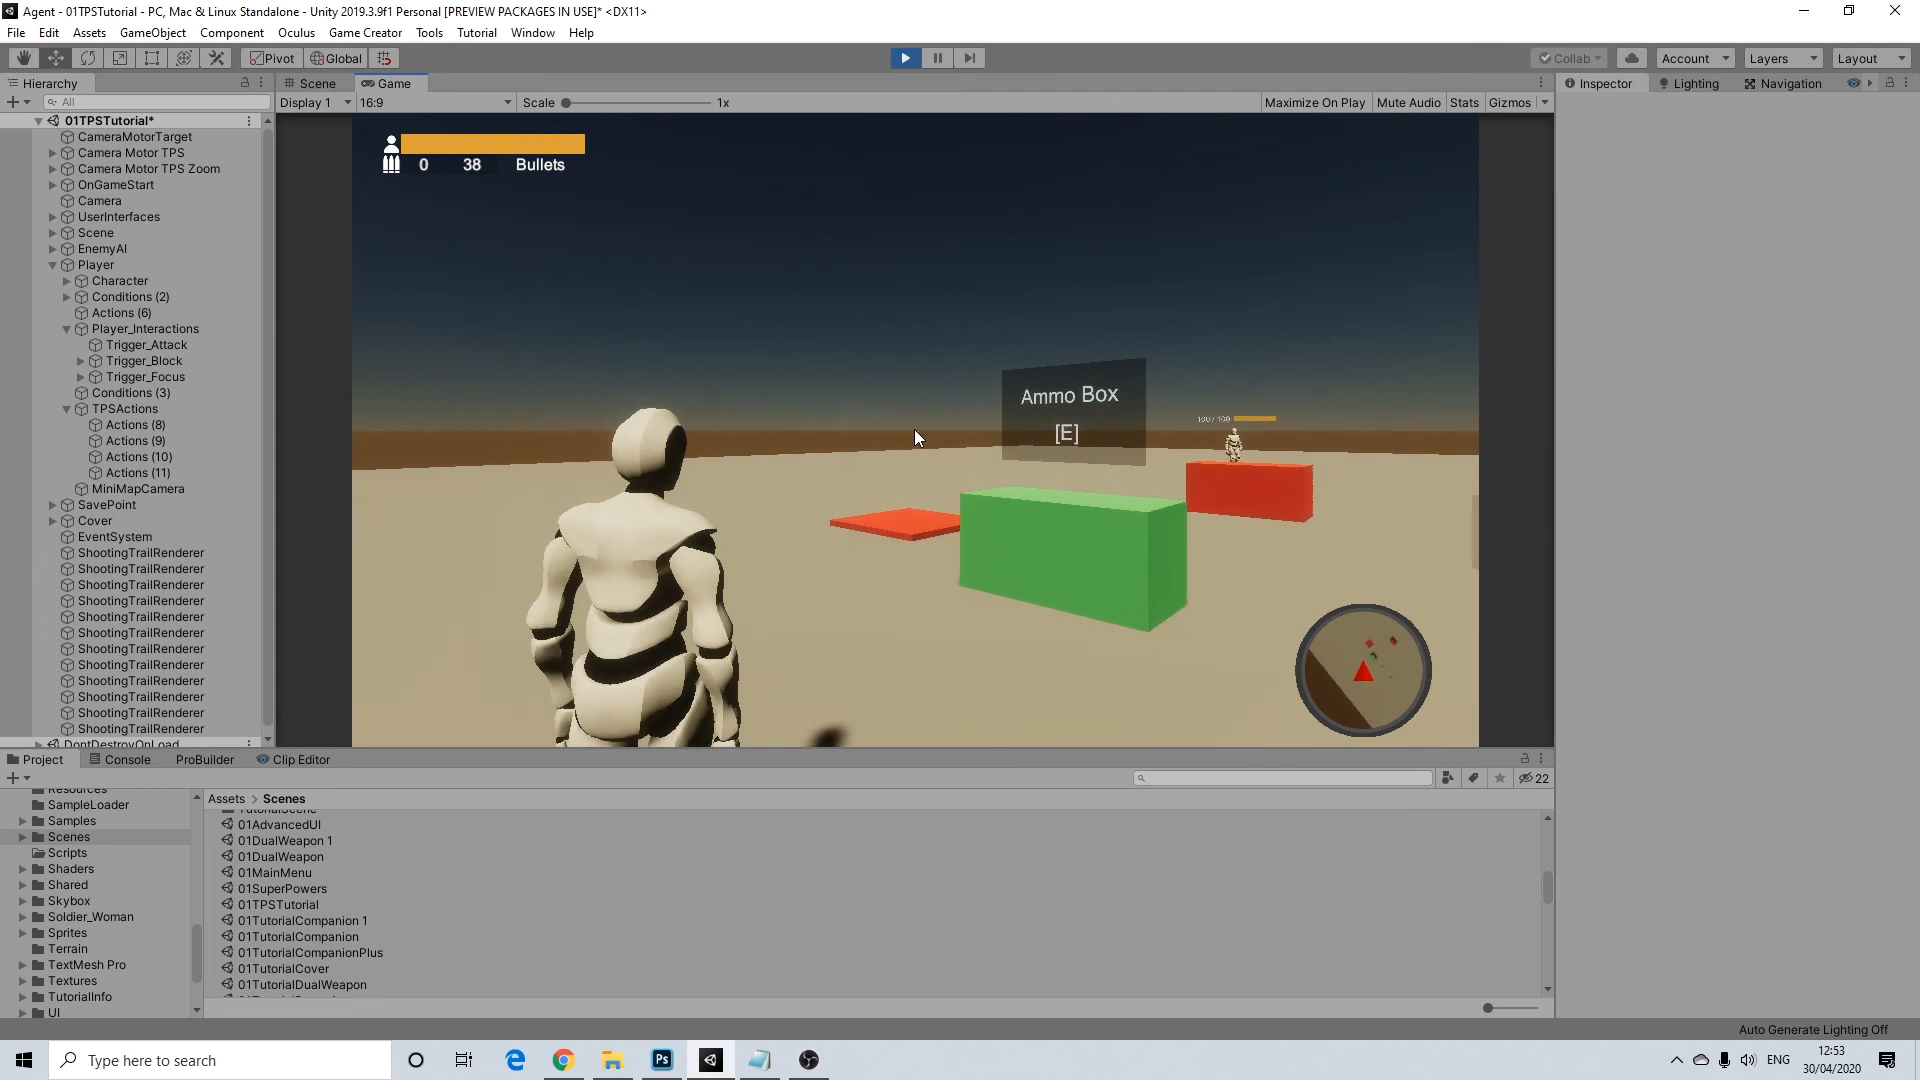 Agent - 01TPSTutorial - PC, Mac & Linux Standalone - Unity 2019.3.9f1 Personal [PREVIEW PACKAGES IN USE]* <DX11>
File Edit Assets GameObject Component Oculus Game Creator Tools Tutorial Window Help
Pivot Global Collab Account Layers Layout
Hierarchy Scene Game Inspector Lighting Navigation
All Display 1 16:9 Scale 1x Maximize On Play Mute Audio Stats Gizmos
01TPSTutorial*
CameraMotorTarget
Camera Motor TPS
Camera Motor TPS Zoom
OnGameStart
Camera
UserInterfaces
Scene
EnemyAI
Player
Character
Conditions (2)
Actions (6)
Player_Interactions
Trigger_Attack
Trigger_Block
Trigger_Focus
Conditions (3)
TPSActions
Actions (8)
Actions (9)
Actions (10)
Actions (11)
MiniMapCamera
SavePoint
Cover
EventSystem
ShootingTrailRenderer
ShootingTrailRenderer
ShootingTrailRenderer
ShootingTrailRenderer
ShootingTrailRenderer
ShootingTrailRenderer
ShootingTrailRenderer
ShootingTrailRenderer
ShootingTrailRenderer
ShootingTrailRenderer
ShootingTrailRenderer
ShootingTrailRenderer
DontDestroyOnLoad
0 38 Bullets
Ammo Box
[E]
100 / 100
Project Console ProBuilder Clip Editor
22
Resources
SampleLoader
Samples
Scenes
Scripts
Shaders
Shared
Skybox
Soldier_Woman
Sprites
Terrain
TextMesh Pro
Textures
TutorialInfo
UI
Assets > Scenes
TutorialScene
01AdvancedUI
01DualWeapon 1
01DualWeapon
01MainMenu
01SuperPowers
01TPSTutorial
01TutorialCompanion 1
01TutorialCompanion
01TutorialCompanionPlus
01TutorialCover
01TutorialDualWeapon
Auto Generate Lighting Off
Type here to search
Ps
ENG
12:53
30/04/2020